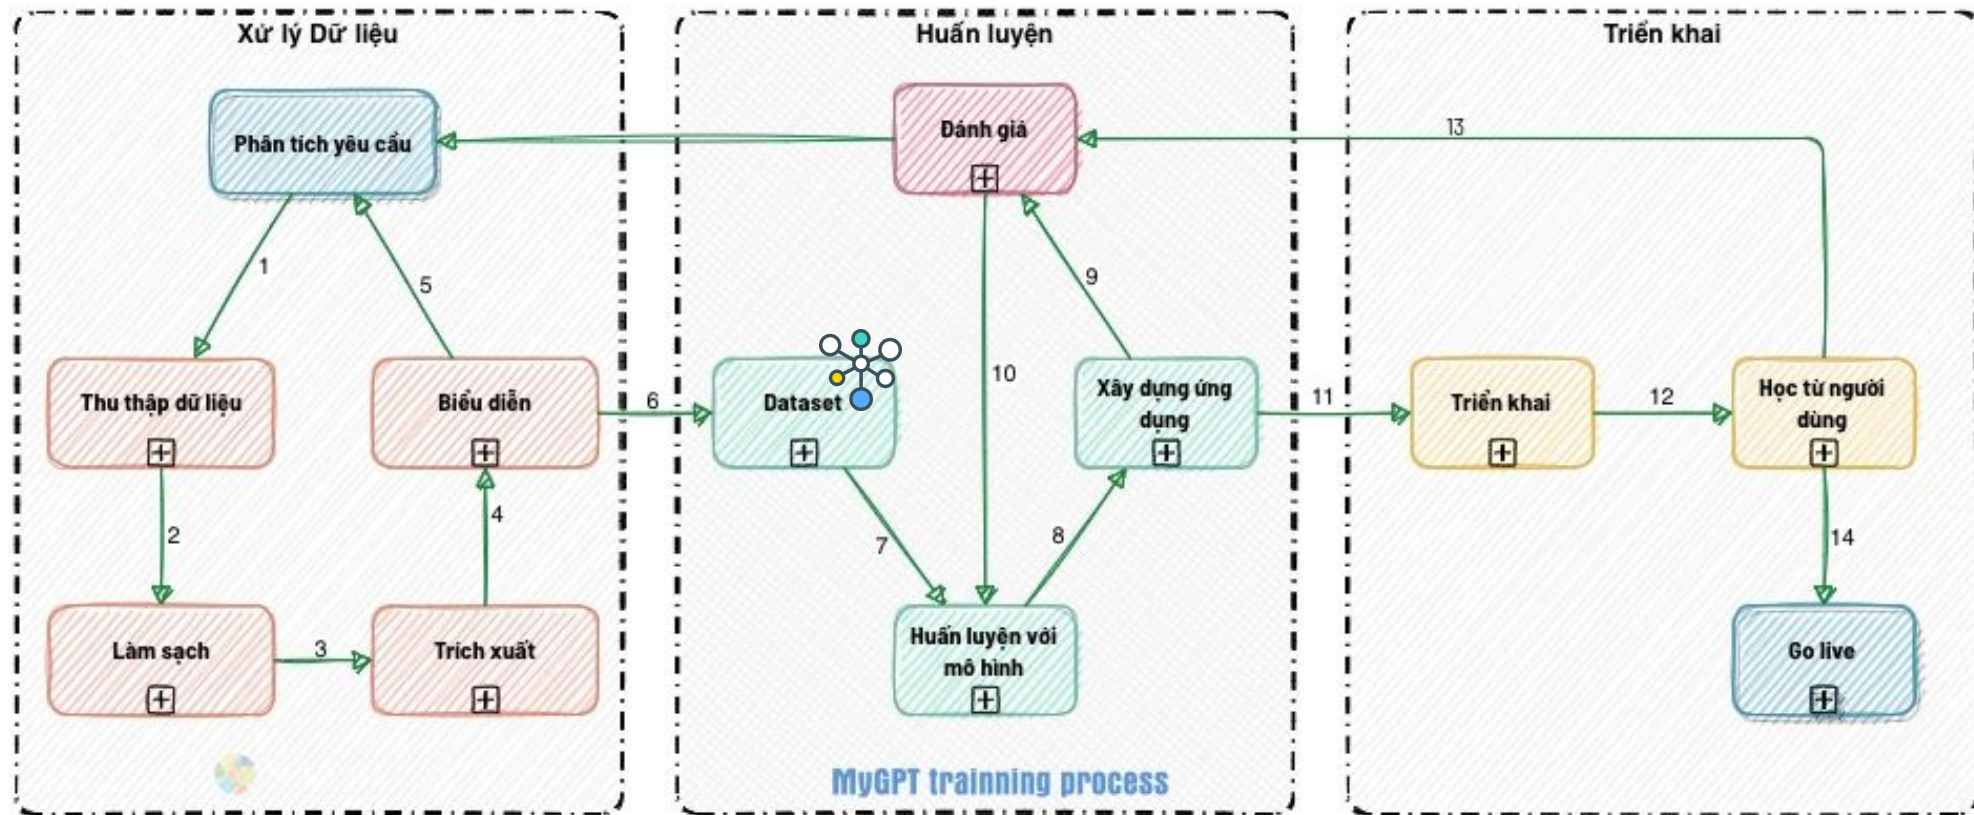 Xử lý Dữ liệu
Phân tích yêu cầu
1
5
Thu thập dữ liệu
Biểu diễn
2
4
Làm sạch
3
Trích xuất
6
Huấn luyện
Đánh giá
9
10
Dataset
Xây dựng ứng
dụng
7
8
Huấn luyện với
mô hình
MyGPT trainning process
11
Triển khai
13
Triển khai
12
Học từ người
dùng
14
Go live